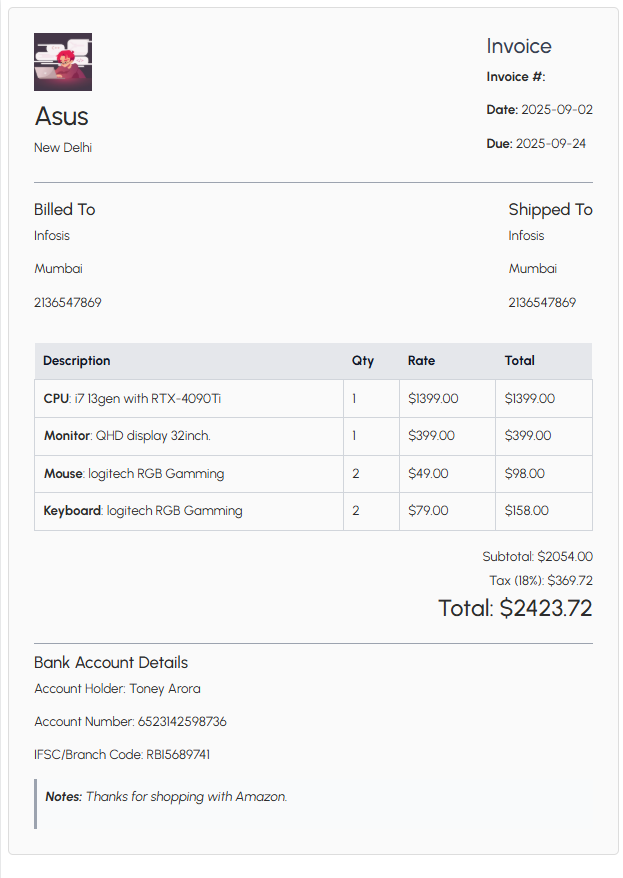 Asus
New Delhi
Invoice
Invoice #:
Date: 2025-09-02
Due: 2025-09-24
Billed To
Infosis
Mumbai
2136547869
Shipped To
Infosis
Mumbai
2136547869
Description Qty Rate Total
CPU: i7 13gen with RTX-4090Ti 1 $1399.00 $1399.00
Monitor: QHD display 32inch. 1 $399.00 $399.00
Mouse: logitech RGB Gamming 2 $49.00 $98.00
Keyboard: logitech RGB Gamming 2 $79.00 $158.00
Subtotal: $2054.00
Tax (18%): $369.72
Total: $2423.72
Bank Account Details
Account Holder: Toney Arora
Account Number: 6523142598736
IFSC/Branch Code: RBI5689741
Notes: Thanks for shopping with Amazon.